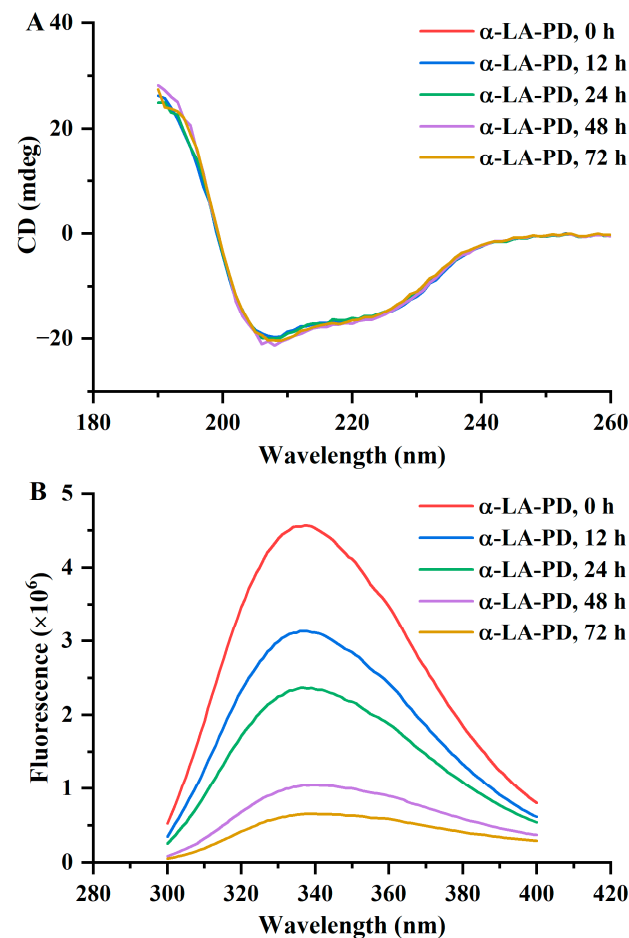 A
40
20
0
−20
CD (mdeg)
α-LA-PD, 0 h
α-LA-PD, 12 h
α-LA-PD, 24 h
α-LA-PD, 48 h
α-LA-PD, 72 h
180 200 220 240 260
Wavelength (nm)
B
5
4
3
2
1
0
Fluorescence (×10⁶)
α-LA-PD, 0 h
α-LA-PD, 12 h
α-LA-PD, 24 h
α-LA-PD, 48 h
α-LA-PD, 72 h
280 300 320 340 360 380 400 420
Wavelength (nm)